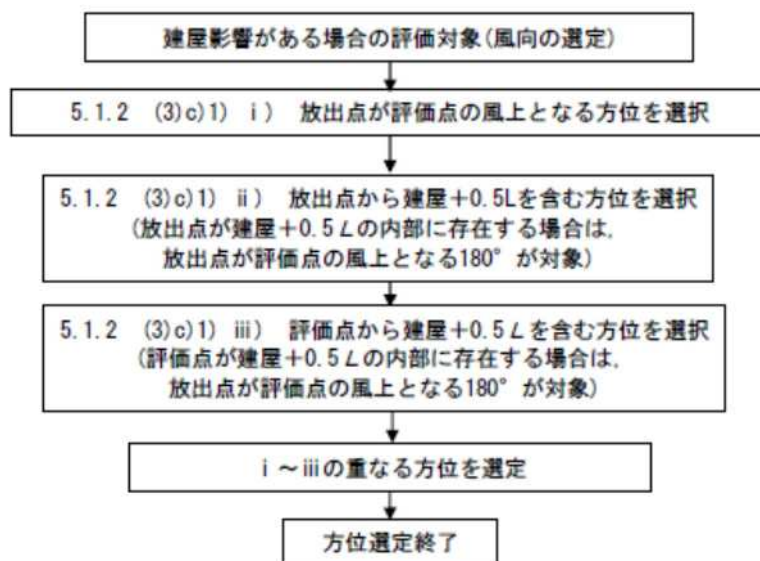 建屋影響がある場合の評価対象(風向の選定)
5.1.2 (3)c)1) ⅰ) 放出点が評価点の風上となる方位を選択
5.1.2 (3)c)1) ⅱ) 放出点から建屋+0.5Lを含む方位を選択
(放出点が建屋+0.5Lの内部に存在する場合は,
放出点が評価点の風上となる180°が対象)
5.1.2 (3)c)1) ⅲ) 評価点から建屋+0.5Lを含む方位を選択
(評価点が建屋+0.5Lの内部に存在する場合は,
放出点が評価点の風上となる180°が対象)
ⅰ~ⅲの重なる方位を選定
方位選定終了